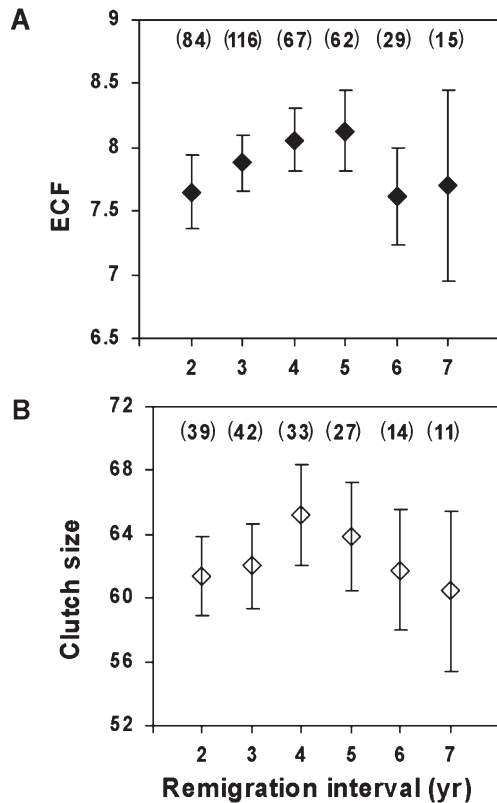 A
9
(84) (116) (67) (62) (29) (15)
8.5
8
7.5
7
6.5
ECF
2 3 4 5 6 7
B
72
(39) (42) (33) (27) (14) (11)
68
64
60
56
52
Clutch size
2 3 4 5 6 7
Remigration interval (yr)